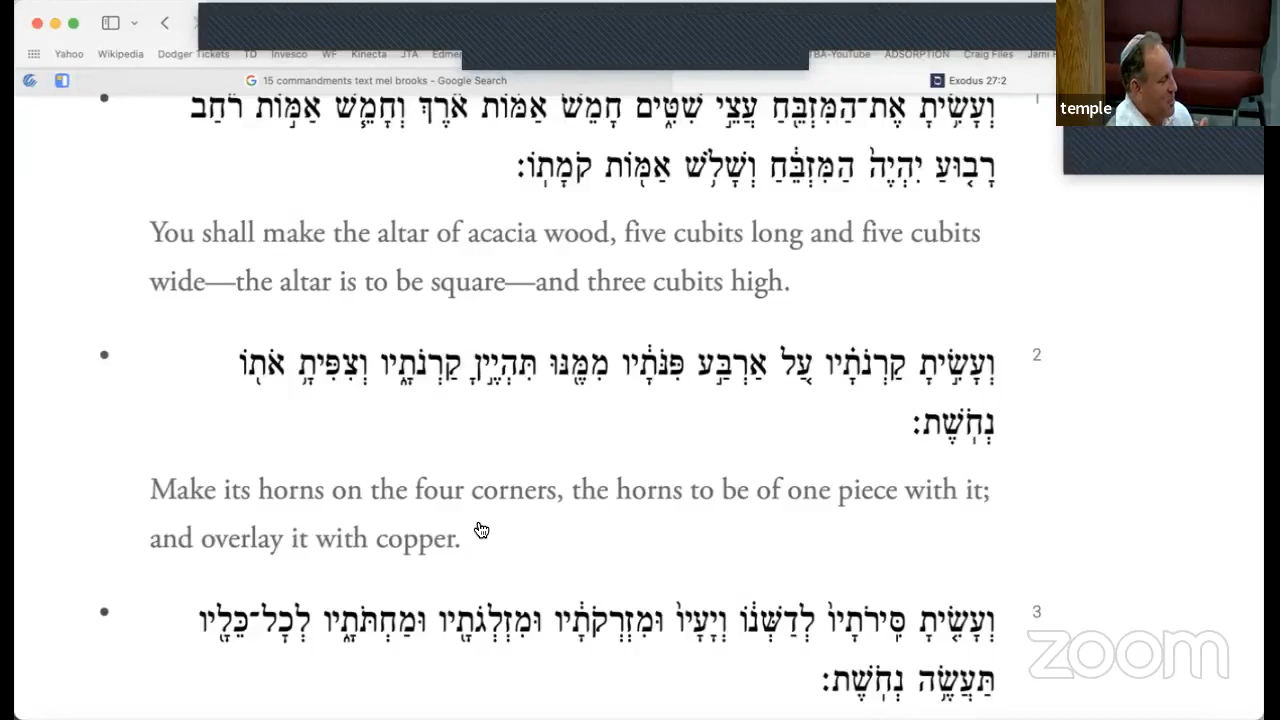 Yahoo Wikipedia Dodger Tickets TD Invesco WF Kinecta JTA BA-YouTube ADSORPTION Craig Files
15 commandments text mel brooks - Google Search Exodus 27:2
temple
1
וְעָשִׂ֥יתָ אֶת־הַמִּזְבֵּ֖חַ עֲצֵ֣י שִׁטִּ֑ים חָמֵשׁ֩ אַמּ֨וֹת אֹ֜רֶךְ וְחָמֵ֧שׁ אַמּ֣וֹת רֹ֗חַב
רָב֤וּעַ יִהְיֶה֙ הַמִּזְבֵּ֔חַ וְשָׁלֹ֥שׁ אַמּ֖וֹת קֹמָתֽוֹ׃
You shall make the altar of acacia wood, five cubits long and five cubits
wide—the altar is to be square—and three cubits high.
2
וְעָשִׂ֣יתָ קַרְנֹתָ֗יו עַ֚ל אַרְבַּ֣ע פִּנֹּתָ֔יו מִמֶּ֖נּוּ תִּהְיֶ֣יןָ קַרְנֹתָ֑יו וְצִפִּיתָ֥ אֹת֖וֹ
נְחֹֽשֶׁת׃
Make its horns on the four corners, the horns to be of one piece with it;
and overlay it with copper.
3
וְעָשִׂ֤יתָ סִּֽירֹתָיו֙ לְדַשְּׁנ֔וֹ וְיָעָיו֙ וּמִזְרְקֹתָ֔יו וּמִזְלְגֹתָ֖יו וּמַחְתֹּתָ֑יו לְכׇל־כֵּלָ֖יו
תַּעֲשֶׂ֥ה נְחֹֽשֶׁת׃
zoom